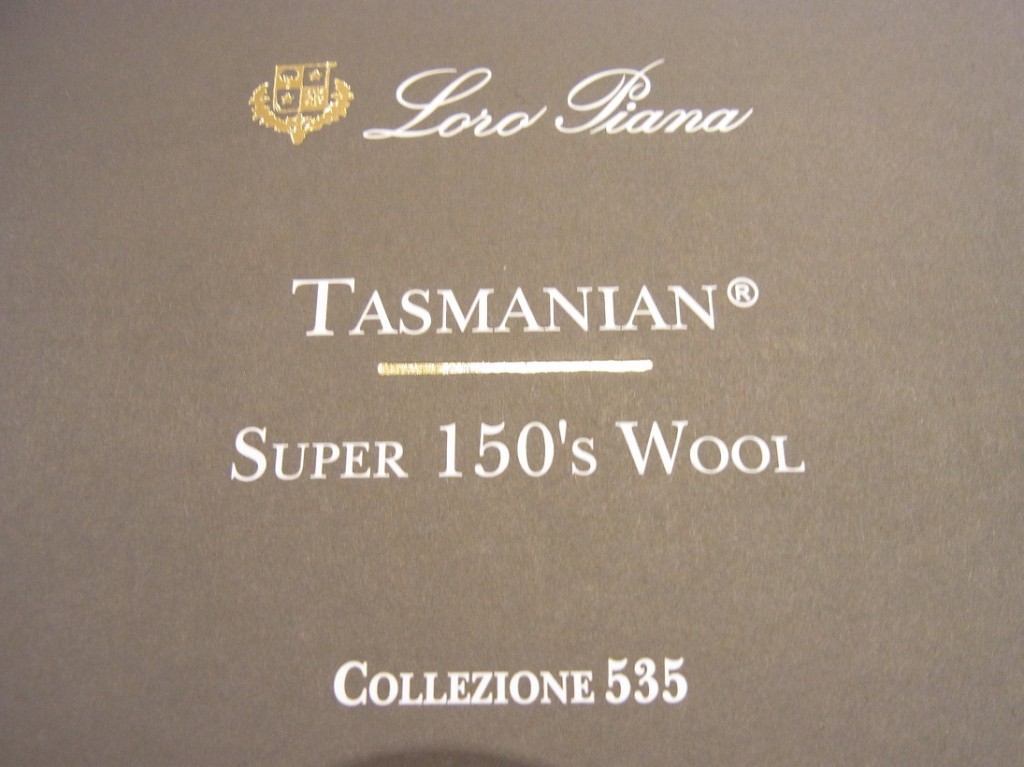 Loro Piana
TASMANIAN®
SUPER 150's WOOL
COLLEZIONE 535